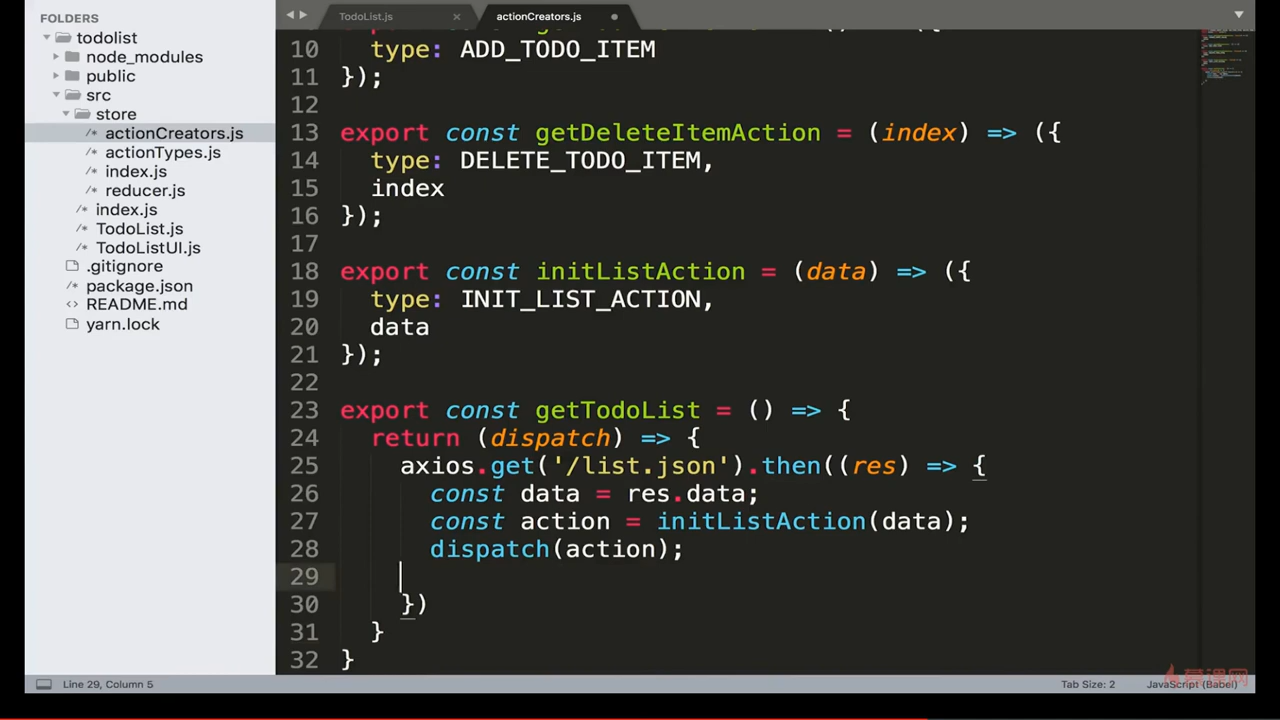 FOLDERS
todolist
node_modules
public
src
store
/* actionCreators.js
/* actionTypes.js
/* index.js
/* reducer.js
/* index.js
/* TodoList.js
/* TodoListUI.js
.gitignore
package.json
<> README.md
yarn.lock
TodoList.js
actionCreators.js
10 type: ADD_TODO_ITEM
11 });
12
13 export const getDeleteItemAction = (index) => ({
14 type: DELETE_TODO_ITEM,
15 index
16 });
17
18 export const initListAction = (data) => ({
19 type: INIT_LIST_ACTION,
20 data
21 });
22
23 export const getTodoList = () => {
24 return (dispatch) => {
25 axios.get('/list.json').then((res) => {
26 const data = res.data;
27 const action = initListAction(data);
28 dispatch(action);
29
30 })
31 }
32 }
Line 29, Column 5
Tab Size: 2
JavaScript (Babel)
慕课网